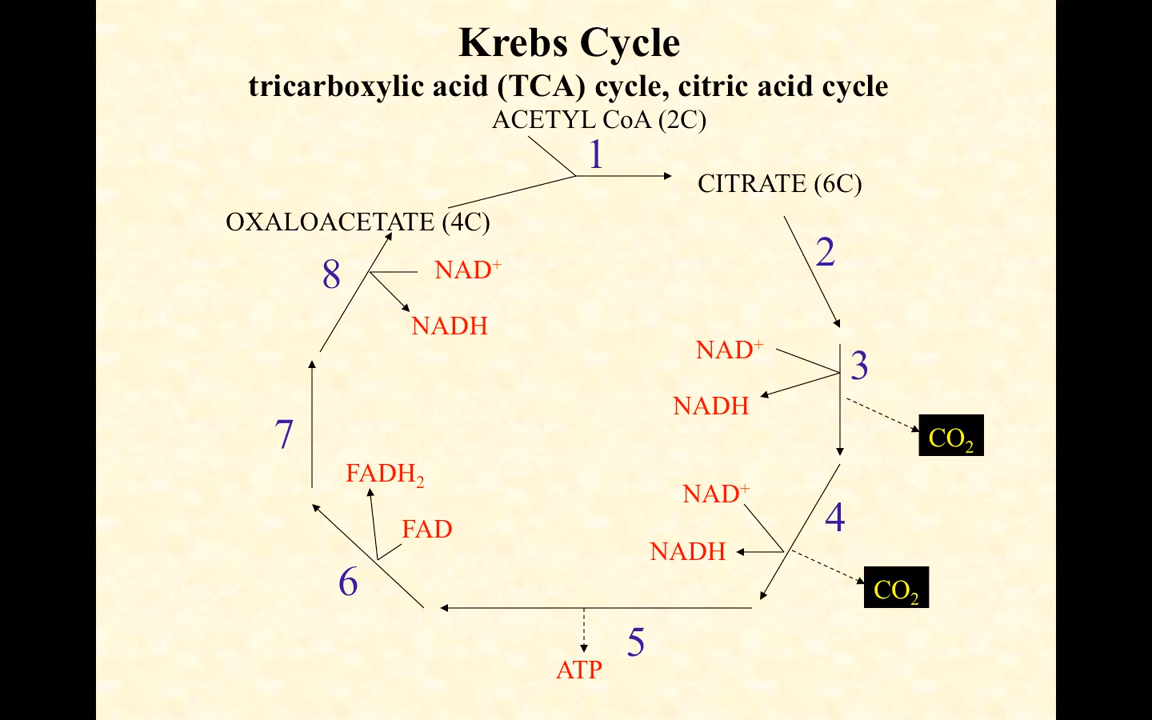 Krebs Cycle
tricarboxylic acid (TCA) cycle, citric acid cycle
ACETYL CoA (2C)
1
CITRATE (6C)
OXALOACETATE (4C)
2
8
NAD⁺
NADH
NAD⁺
3
NADH
CO₂
7
FADH₂
NAD⁺
4
FAD
NADH
6
CO₂
5
ATP